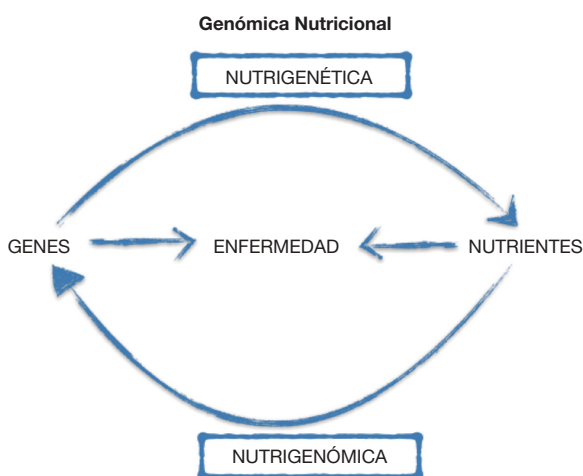 Genómica Nutricional
NUTRIGENÉTICA
GENES
ENFERMEDAD
NUTRIENTES
NUTRIGENÓMICA